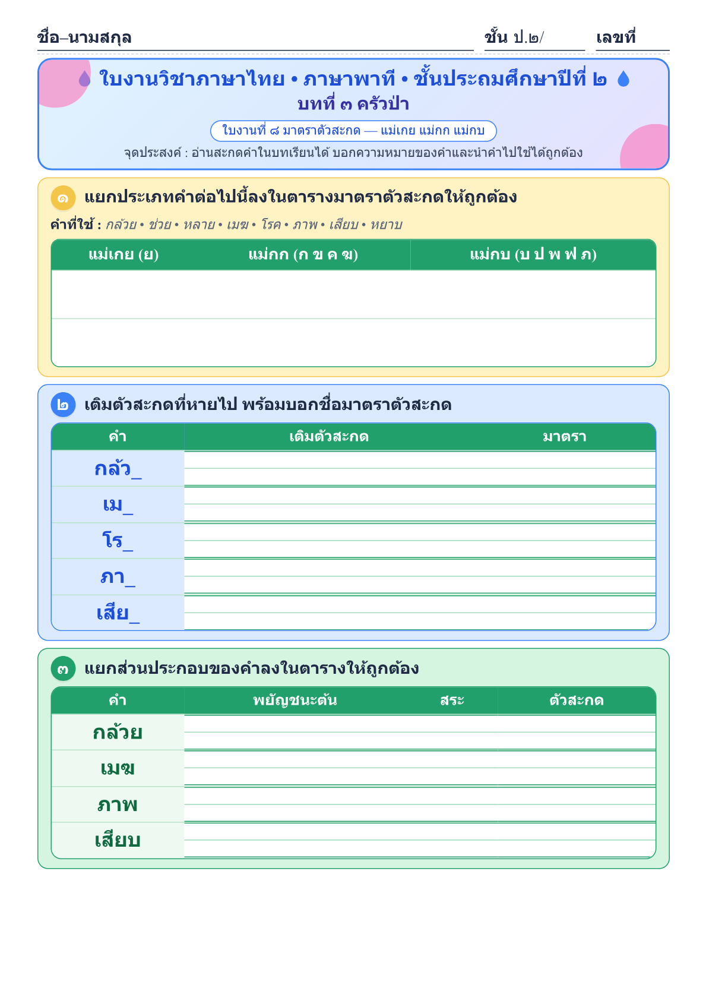 ชื่อ–นามสกุล ชั้น ป.๒/ เลขที่
ใบงานวิชาภาษาไทย • ภาษาพาที • ชั้นประถมศึกษาปีที่ ๒
บทที่ ๓ ครัวป่า
ใบงานที่ ๘ มาตราตัวสะกด — แม่เกย แม่กก แม่กบ
จุดประสงค์ : อ่านสะกดคำในบทเรียนได้ บอกความหมายของคำและนำคำไปใช้ได้ถูกต้อง
๑ แยกประเภทคำต่อไปนี้ลงในตารางมาตราตัวสะกดให้ถูกต้อง
คำที่ใช้ : กล้วย • ช่วย • หลาย • เมฆ • โรค • ภาพ • เสียบ • หยาบ
แม่เกย (ย) แม่กก (ก ข ค ฆ) แม่กบ (บ ป พ ฟ ภ)
๒ เติมตัวสะกดที่หายไป พร้อมบอกชื่อมาตราตัวสะกด
คำ เติมตัวสะกด มาตรา
กล้ว_
เม_
โร_
ภา_
เสีย_
๓ แยกส่วนประกอบของคำลงในตารางให้ถูกต้อง
คำ พยัญชนะต้น สระ ตัวสะกด
กล้วย
เมฆ
ภาพ
เสียบ